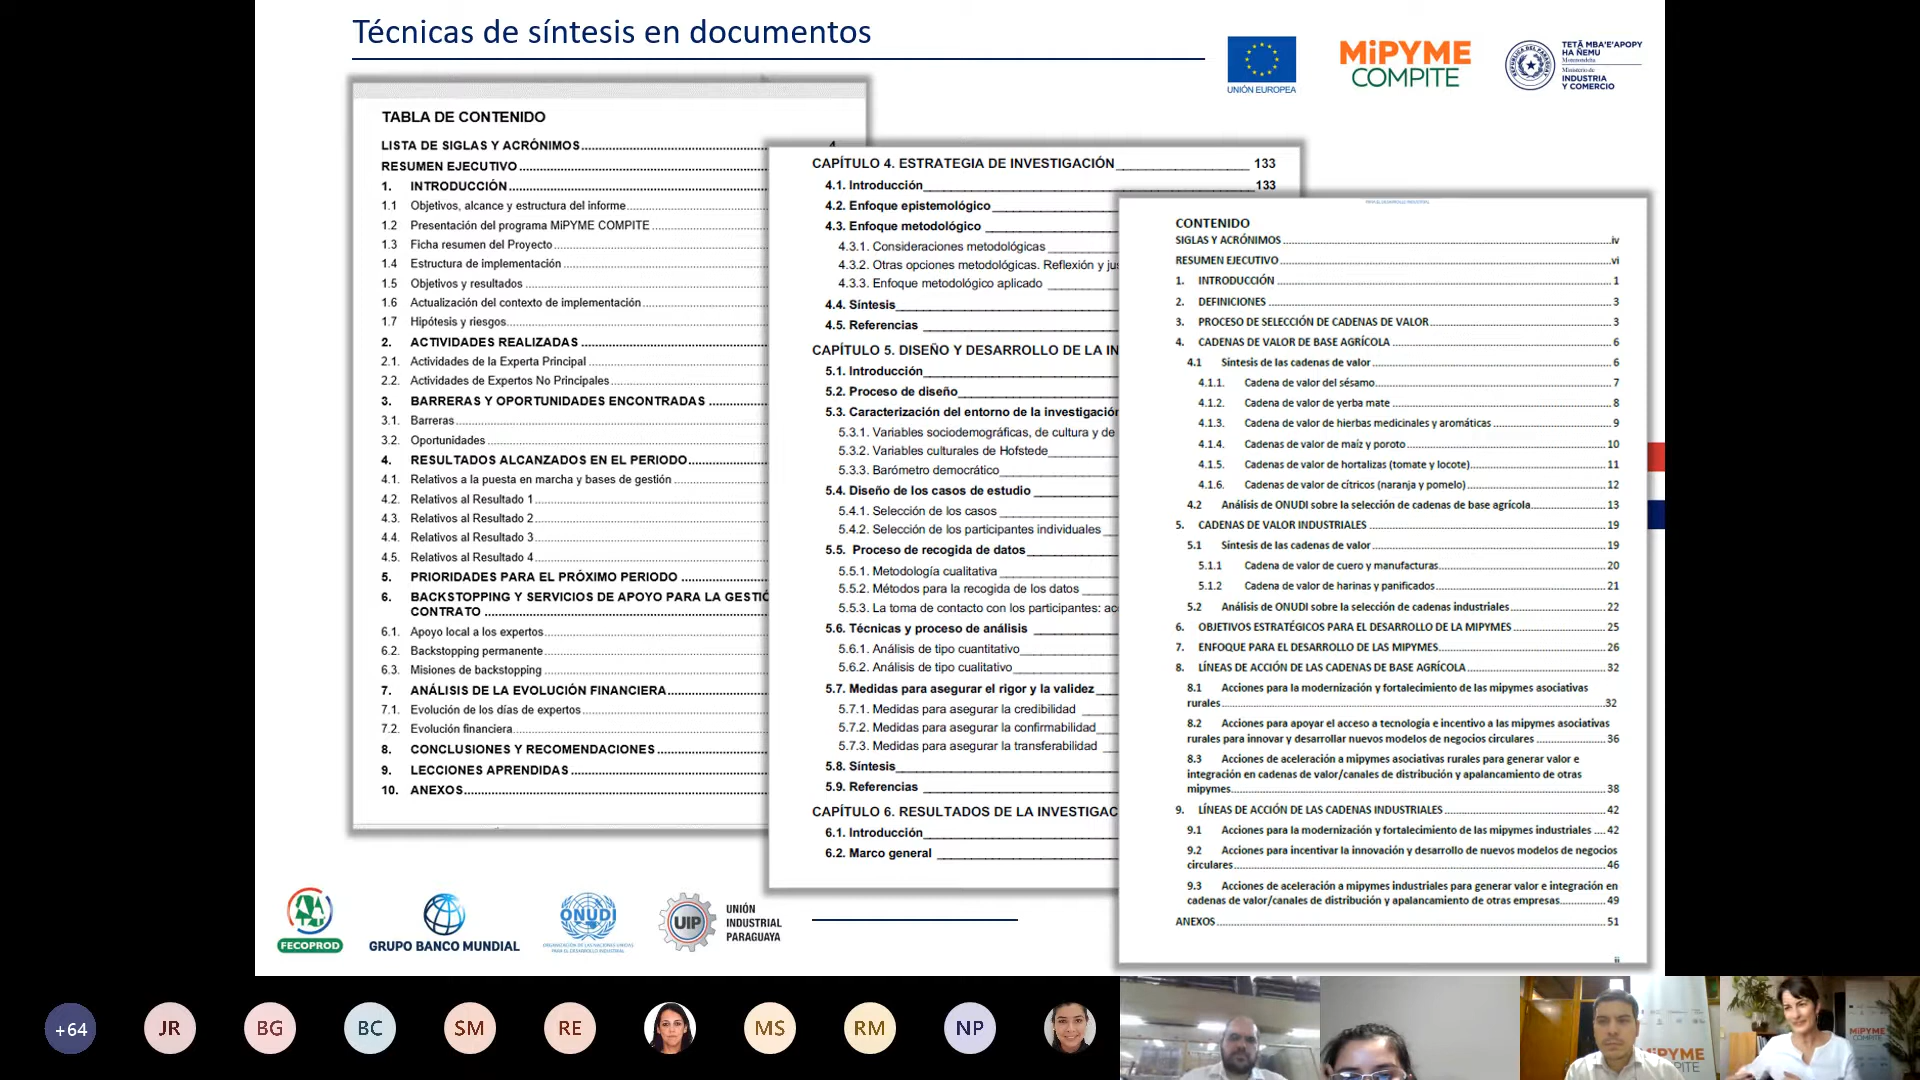 Técnicas de síntesis en documentos
UNIÓN EUROPEA
MiPYME
COMPITE
TETÃ MBA'E'APOPY
HA ÑEMU
Motenondeha
Ministerio de
INDUSTRIA
Y COMERCIO
TABLA DE CONTENIDO
LISTA DE SIGLAS Y ACRÓNIMOS 4
RESUMEN EJECUTIVO
1. INTRODUCCIÓN
1.1 Objetivos, alcance y estructura del informe
1.2 Presentación del programa MiPYME COMPITE
1.3 Ficha resumen del Proyecto
1.4 Estructura de implementación
1.5 Objetivos y resultados
1.6 Actualización del contexto de implementación
1.7 Hipótesis y riesgos
2. ACTIVIDADES REALIZADAS
2.1. Actividades de la Experta Principal
2.2. Actividades de Expertos No Principales
3. BARRERAS Y OPORTUNIDADES ENCONTRADAS
3.1. Barreras
3.2. Oportunidades
4. RESULTADOS ALCANZADOS EN EL PERIODO
4.1. Relativos a la puesta en marcha y bases de gestión
4.2. Relativos al Resultado 1
4.3. Relativos al Resultado 2
4.4. Relativos al Resultado 3
4.5. Relativos al Resultado 4
5. PRIORIDADES PARA EL PRÓXIMO PERIODO
6. BACKSTOPPING Y SERVICIOS DE APOYO PARA LA GESTIÓ
CONTRATO
6.1. Apoyo local a los expertos
6.2. Backstopping permanente
6.3. Misiones de backstopping
7. ANÁLISIS DE LA EVOLUCIÓN FINANCIERA
7.1. Evolución de los días de expertos
7.2. Evolución financiera
8. CONCLUSIONES Y RECOMENDACIONES
9. LECCIONES APRENDIDAS
10. ANEXOS
CAPÍTULO 4. ESTRATEGIA DE INVESTIGACIÓN 133
4.1. Introducción 133
4.2. Enfoque epistemológico
4.3. Enfoque metodológico
4.3.1. Consideraciones metodológicas
4.3.2. Otras opciones metodológicas. Reflexión y jus
4.3.3. Enfoque metodológico aplicado
4.4. Síntesis
4.5. Referencias
CAPÍTULO 5. DISEÑO Y DESARROLLO DE LA IN
5.1. Introducción
5.2. Proceso de diseño
5.3. Caracterización del entorno de la investigación
5.3.1. Variables sociodemográficas, de cultura y de
5.3.2. Variables culturales de Hofstede
5.3.3. Barómetro democrático
5.4. Diseño de los casos de estudio
5.4.1. Selección de los casos
5.4.2. Selección de los participantes individuales
5.5. Proceso de recogida de datos
5.5.1. Metodología cualitativa
5.5.2. Métodos para la recogida de los datos
5.5.3. La toma de contacto con los participantes: ac
5.6. Técnicas y proceso de análisis
5.6.1. Análisis de tipo cuantitativo
5.6.2. Análisis de tipo cualitativo
5.7. Medidas para asegurar el rigor y la validez
5.7.1. Medidas para asegurar la credibilidad
5.7.2. Medidas para asegurar la confirmabilidad
5.7.3. Medidas para asegurar la transferabilidad
5.8. Síntesis
5.9. Referencias
CAPÍTULO 6. RESULTADOS DE LA INVESTIGAC
6.1. Introducción
6.2. Marco general
CONTENIDO
SIGLAS Y ACRÓNIMOS iv
RESUMEN EJECUTIVO vi
1. INTRODUCCIÓN 1
2. DEFINICIONES 3
3. PROCESO DE SELECCIÓN DE CADENAS DE VALOR 3
4. CADENAS DE VALOR DE BASE AGRÍCOLA 6
4.1 Síntesis de las cadenas de valor 6
4.1.1. Cadena de valor del sésamo 7
4.1.2. Cadena de valor de yerba mate 8
4.1.3. Cadena de valor de hierbas medicinales y aromáticas 9
4.1.4. Cadenas de valor de maíz y poroto 10
4.1.5. Cadenas de valor de hortalizas (tomate y locote) 11
4.1.6. Cadenas de valor de cítricos (naranja y pomelo) 12
4.2 Análisis de ONUDI sobre la selección de cadenas de base agrícola 13
5. CADENAS DE VALOR INDUSTRIALES 19
5.1 Síntesis de las cadenas de valor 19
5.1.1 Cadena de valor de cuero y manufacturas 20
5.1.2 Cadena de valor de harinas y panificados 21
5.2 Análisis de ONUDI sobre la selección de cadenas industriales 22
6. OBJETIVOS ESTRATÉGICOS PARA EL DESARROLLO DE LA MIPYMES 25
7. ENFOQUE PARA EL DESARROLLO DE LAS MIPYMES 26
8. LÍNEAS DE ACCIÓN DE LAS CADENAS DE BASE AGRÍCOLA 32
8.1 Acciones para la modernización y fortalecimiento de las mipymes asociativas
rurales 32
8.2 Acciones para apoyar el acceso a tecnología e incentivo a las mipymes asociativas
rurales para innovar y desarrollar nuevos modelos de negocios circulares 36
8.3 Acciones de aceleración a mipymes asociativas rurales para generar valor e
integración en cadenas de valor/canales de distribución y apalancamiento de otras
mipymes 38
9. LÍNEAS DE ACCIÓN DE LAS CADENAS INDUSTRIALES 42
9.1 Acciones para la modernización y fortalecimiento de las mipymes industriales 42
9.2 Acciones para incentivar la innovación y desarrollo de nuevos modelos de negocios
circulares 46
9.3 Acciones de aceleración a mipymes industriales para generar valor e integración en
cadenas de valor/canales de distribución y apalancamiento de otras empresas 49
ANEXOS 51
ii
FECOPROD
GRUPO BANCO MUNDIAL
ONUDI
ORGANIZACIÓN DE LAS NACIONES UNIDAS
PARA EL DESARROLLO INDUSTRIAL
UIP
UNIÓN
INDUSTRIAL
PARAGUAYA
+64
JR
BG
BC
SM
RE
MS
RM
NP
MiPYME
COMPITE